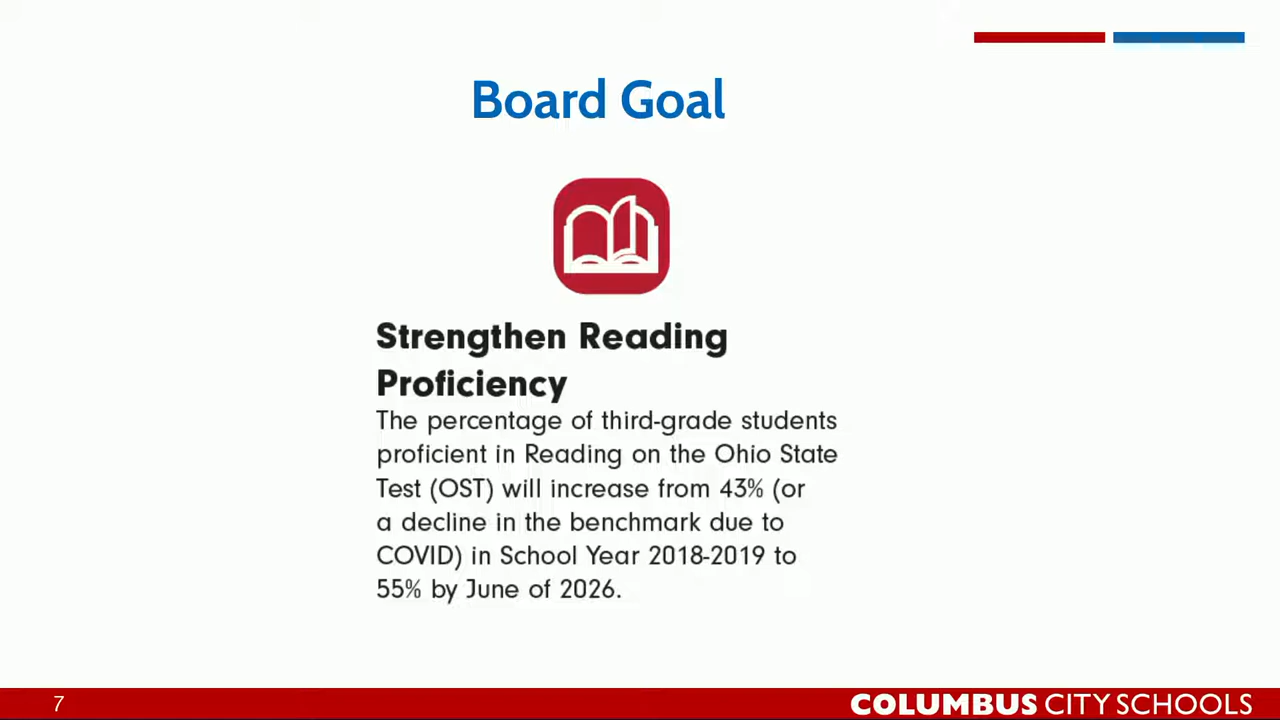 Board Goal
Strengthen Reading
Proficiency
The percentage of third-grade students
proficient in Reading on the Ohio State
Test (OST) will increase from 43% (or
a decline in the benchmark due to
COVID) in School Year 2018-2019 to
55% by June of 2026.
7
COLUMBUS CITY SCHOOLS